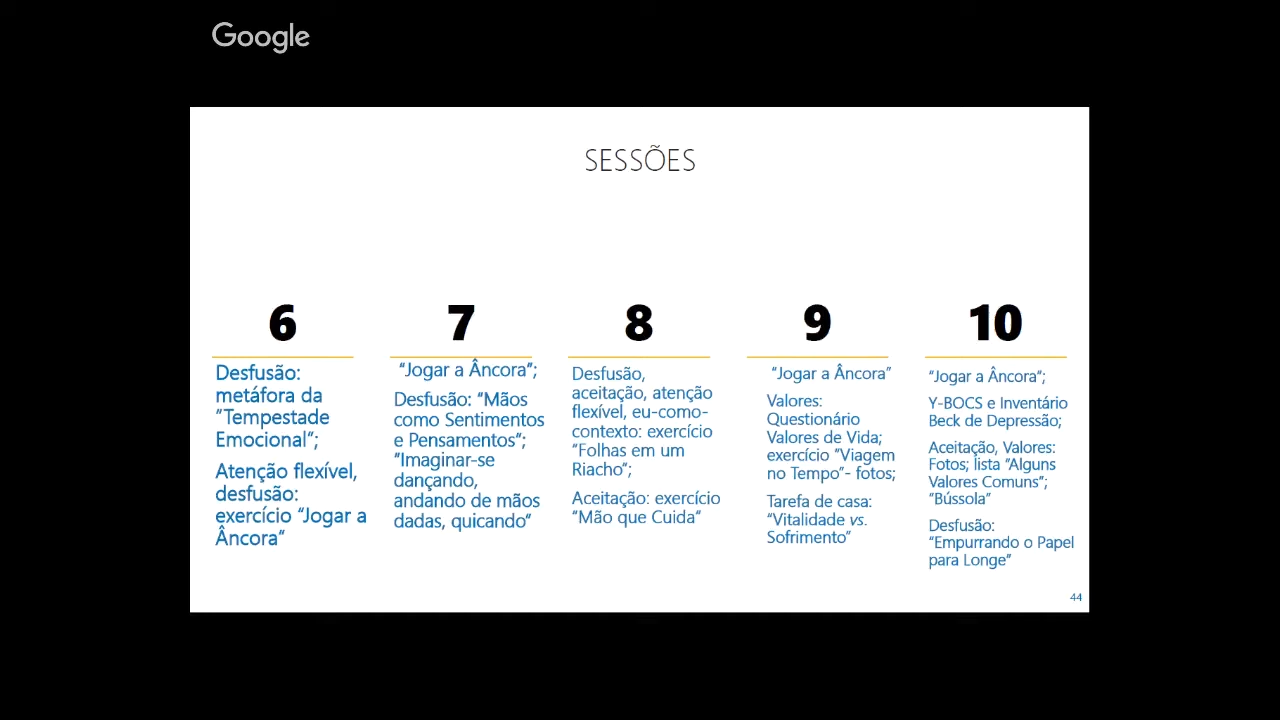 Google
SESSÕES
6
Desfusão:
metáfora da
“Tempestade
Emocional”;
Atenção flexível,
desfusão:
exercício “Jogar a
Âncora”
7
“Jogar a Âncora”;
Desfusão: “Mãos
como Sentimentos
e Pensamentos”;
“Imaginar-se
dançando,
andando de mãos
dadas, quicando”
8
Desfusão,
aceitação, atenção
flexível, eu-como-
contexto: exercício
“Folhas em um
Riacho”;
Aceitação: exercício
“Mão que Cuida”
9
“Jogar a Âncora”
Valores:
Questionário
Valores de Vida;
exercício “Viagem
no Tempo”- fotos;
Tarefa de casa:
“Vitalidade vs.
Sofrimento”
10
“Jogar a Âncora”;
Y-BOCS e Inventário
Beck de Depressão;
Aceitação, Valores:
Fotos; lista “Alguns
Valores Comuns”;
“Bússola”
Desfusão:
“Empurrando o Papel
para Longe”
44